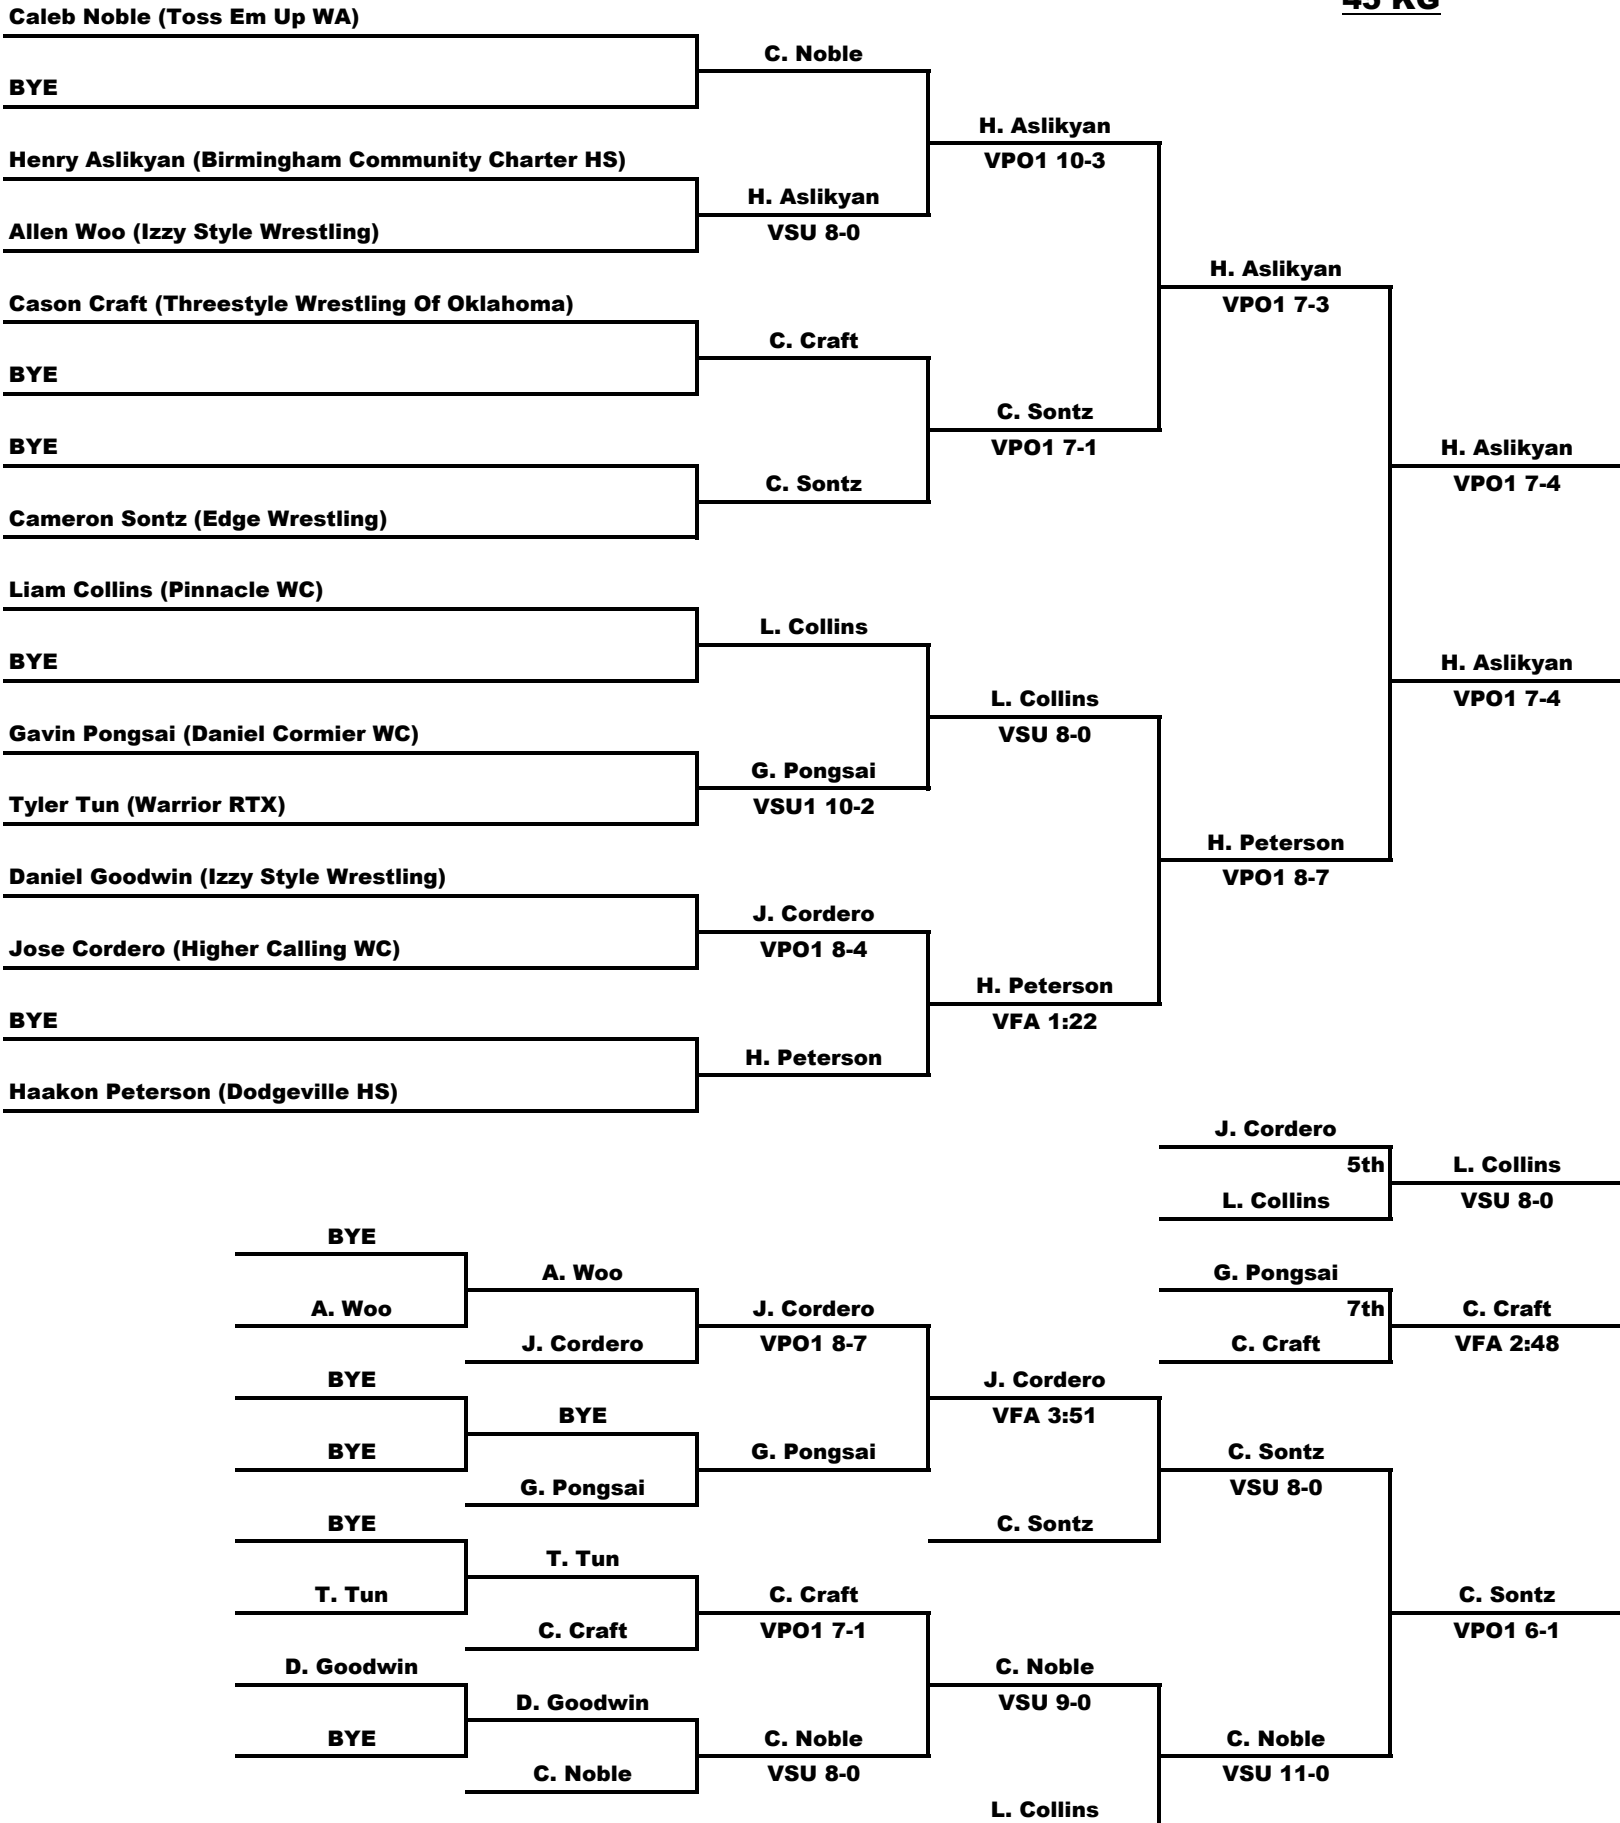 45 KG
Caleb Noble (Toss Em Up WA)
C. Noble
BYE
H. Aslikyan
VPO1 10-3
Henry Aslikyan (Birmingham Community Charter HS)
H. Aslikyan
VSU 8-0
Allen Woo (Izzy Style Wrestling)
H. Aslikyan
VPO1 7-3
Cason Craft (Threestyle Wrestling Of Oklahoma)
C. Craft
BYE
C. Sontz
VPO1 7-1
BYE
H. Aslikyan
VPO1 7-4
C. Sontz
Cameron Sontz (Edge Wrestling)
Liam Collins (Pinnacle WC)
L. Collins
BYE
H. Aslikyan
VPO1 7-4
L. Collins
VSU 8-0
Gavin Pongsai (Daniel Cormier WC)
G. Pongsai
VSU1 10-2
Tyler Tun (Warrior RTX)
H. Peterson
VPO1 8-7
Daniel Goodwin (Izzy Style Wrestling)
J. Cordero
VPO1 8-4
Jose Cordero (Higher Calling WC)
H. Peterson
VFA 1:22
BYE
H. Peterson
Haakon Peterson (Dodgeville HS)
J. Cordero
5th
L. Collins
VSU 8-0
L. Collins
BYE
A. Woo
G. Pongsai
A. Woo
J. Cordero
VPO1 8-7
7th
C. Craft
VFA 2:48
J. Cordero
C. Craft
BYE
J. Cordero
VFA 3:51
BYE
BYE
G. Pongsai
C. Sontz
VSU 8-0
G. Pongsai
BYE
C. Sontz
T. Tun
T. Tun
C. Craft
VPO1 7-1
C. Sontz
VPO1 6-1
C. Craft
D. Goodwin
C. Noble
VSU 9-0
D. Goodwin
BYE
C. Noble
VSU 8-0
C. Noble
VSU 11-0
C. Noble
L. Collins